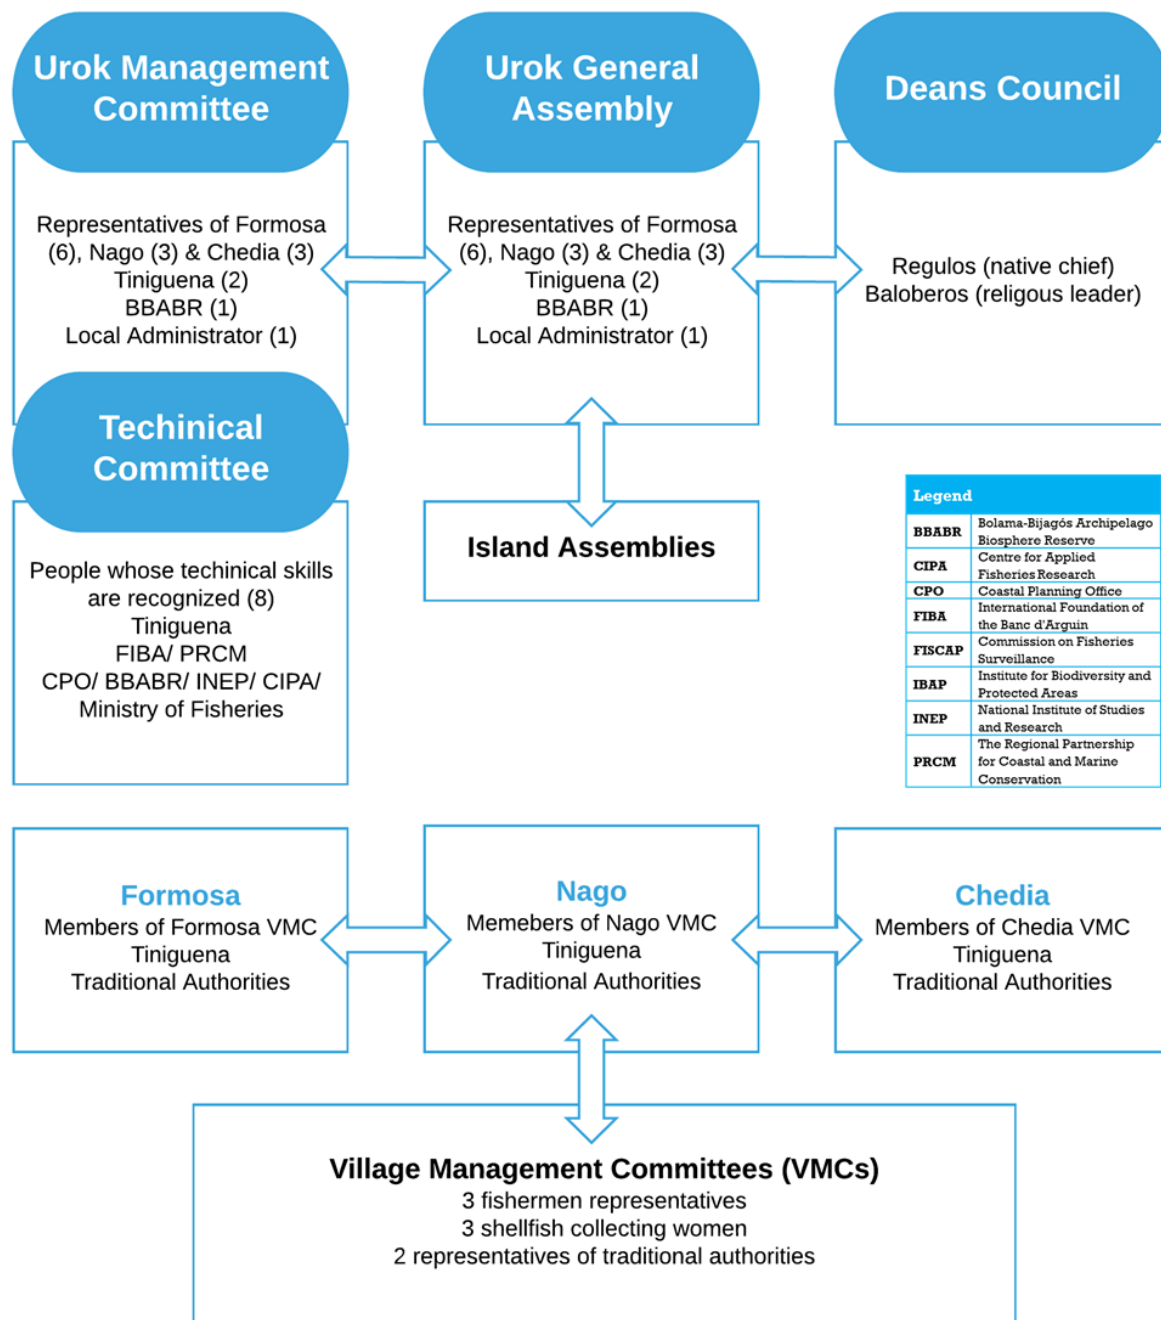 Urok Management
Committee
Representatives of Formosa
(6), Nago (3) & Chedia (3)
Tiniguena (2)
BBABR (1)
Local Administrator (1)
Urok General
Assembly
Representatives of Formosa
(6), Nago (3) & Chedia (3)
Tiniguena (2)
BBABR (1)
Local Administrator (1)
Deans Council
Regulos (native chief)
Baloberos (religous leader)
Techinical
Committee
People whose techinical skills
are recognized (8)
Tiniguena
FIBA/ PRCM
CPO/ BBABR/ INEP/ CIPA/
Ministry of Fisheries
Island Assemblies
Legend
BBABR Bolama-Bijagós Archipelago
Biosphere Reserve
CIPA Centre for Applied
Fisheries Research
CPO Coastal Planning Office
FIBA International Foundation of
the Banc d'Arguin
FISCAP Commission on Fisheries
Surveillance
IBAP Institute for Biodiversity and
Protected Areas
INEP National Institute of Studies
and Research
PRCM The Regional Partnership
for Coastal and Marine
Conservation
Formosa
Members of Formosa VMC
Tiniguena
Traditional Authorities
Nago
Memebers of Nago VMC
Tiniguena
Traditional Authorities
Chedia
Members of Chedia VMC
Tiniguena
Traditional Authorities
Village Management Committees (VMCs)
3 fishermen representatives
3 shellfish collecting women
2 representatives of traditional authorities